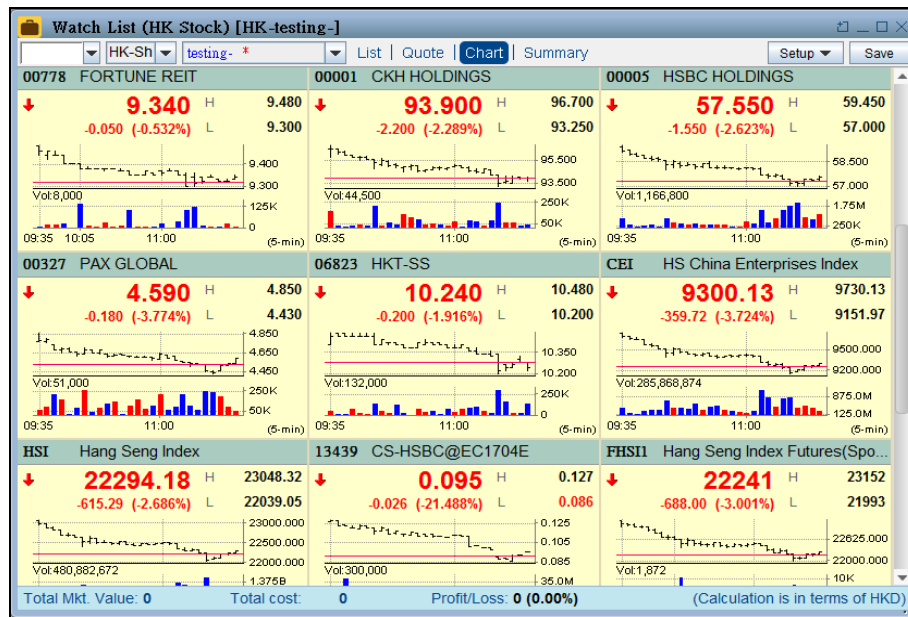 Watch List (HK Stock) [HK-testing-]
HK-Sh testing- * List | Quote | Chart | Summary Setup Save
00778 FORTUNE REIT
9.340 H 9.480
-0.050 (-0.532%) L 9.300
9.400
9.300
Vol:8,000
125K
0
09:35 10:05 11:00 (5-min)
00001 CKH HOLDINGS
93.900 H 96.700
-2.200 (-2.289%) L 93.250
95.500
93.500
Vol:44,500
250K
50K
09:35 11:00 (5-min)
00005 HSBC HOLDINGS
57.550 H 59.450
-1.550 (-2.623%) L 57.000
58.500
57.000
Vol:1,166,800
1.75M
250K
09:35 11:00 (5-min)
00327 PAX GLOBAL
4.590 H 4.850
-0.180 (-3.774%) L 4.430
4.850
4.650
4.450
Vol:51,000
250K
50K
09:35 11:00 (5-min)
06823 HKT-SS
10.240 H 10.480
-0.200 (-1.916%) L 10.200
10.350
10.200
Vol:132,000
250K
0
09:35 11:00 (5-min)
CEI HS China Enterprises Index
9300.13 H 9730.13
-359.72 (-3.724%) L 9151.97
9500.000
9200.000
Vol:285,868,874
875.0M
125.0M
09:35 11:00 (5-min)
HSI Hang Seng Index
22294.18 H 23048.32
-615.29 (-2.686%) L 22039.05
23000.000
22500.000
22000.000
Vol:480,882,672
1.375B
13439 CS-HSBC@EC1704E
0.095 H 0.127
-0.026 (-21.488%) L 0.086
0.125
0.105
0.085
Vol:300,000
35.0M
FHSI1 Hang Seng Index Futures(Spo...
22241 H 23152
-688.00 (-3.001%) L 21993
22625.000
22000.000
Vol:1,872
10K
Total Mkt. Value: 0 Total cost: 0 Profit/Loss: 0 (0.00%) (Calculation is in terms of HKD)